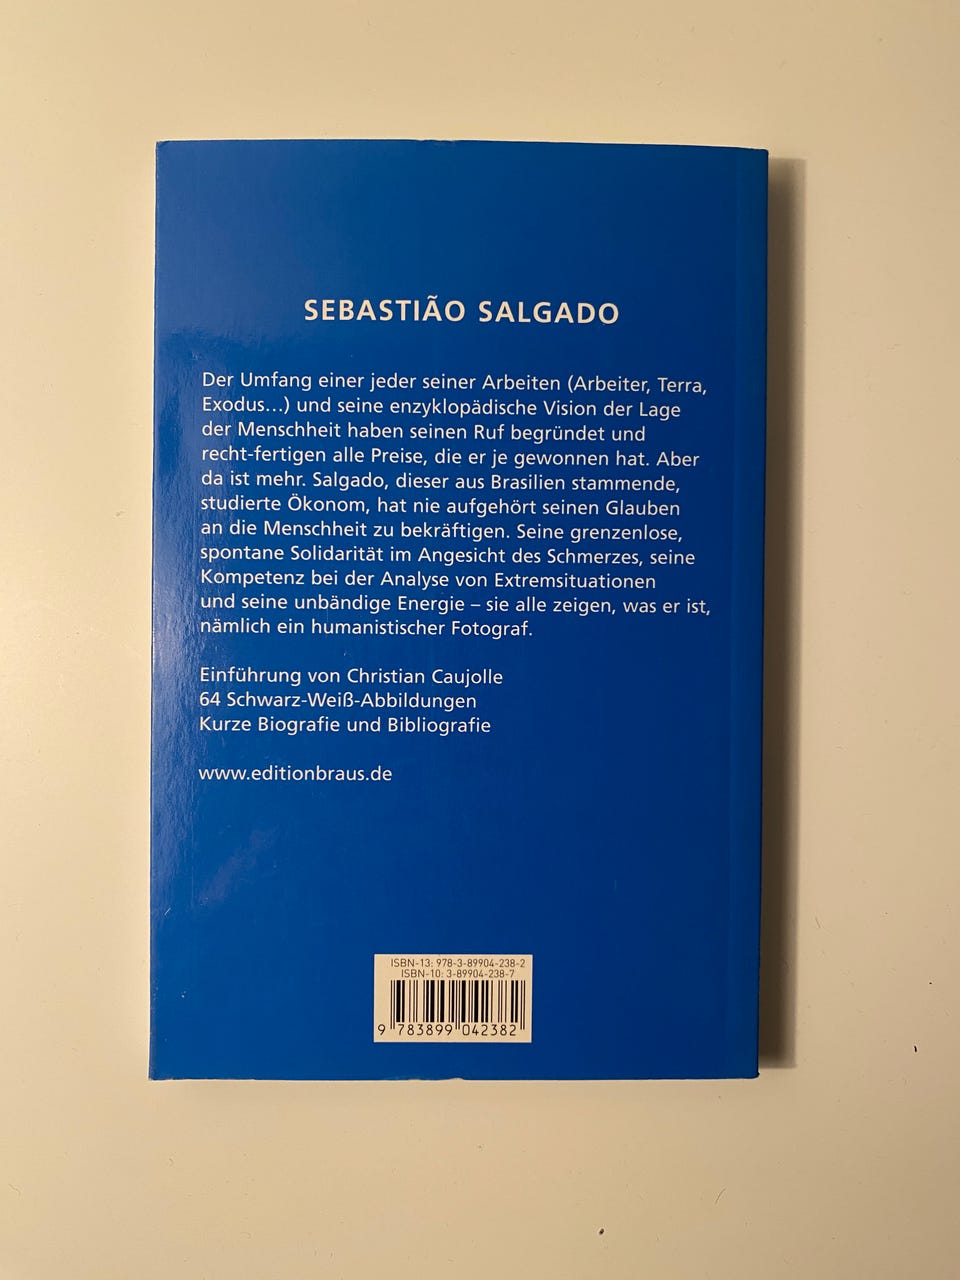 SEBASTIÃO SALGADO
Der Umfang einer jeder seiner Arbeiten (Arbeiter, Terra,
Exodus...) und seine enzyklopädische Vision der Lage
der Menschheit haben seinen Ruf begründet und
recht-fertigen alle Preise, die er je gewonnen hat. Aber
da ist mehr. Salgado, dieser aus Brasilien stammende,
studierte Ökonom, hat nie aufgehört seinen Glauben
an die Menschheit zu bekräftigen. Seine grenzenlose,
spontane Solidarität im Angesicht des Schmerzes, seine
Kompetenz bei der Analyse von Extremsituationen
und seine unbändige Energie – sie alle zeigen, was er ist,
nämlich ein humanistischer Fotograf.
Einführung von Christian Caujolle
64 Schwarz-Weiß-Abbildungen
Kurze Biografie und Bibliografie
www.editionbraus.de
ISBN-13: 978-3-89904-238-2
ISBN-10: 3-89904-238-7
9 783899 042382